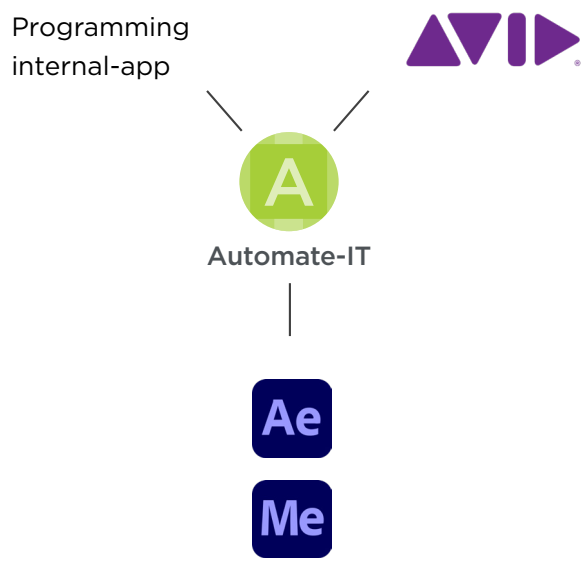 Programming
internal-app
AVID
A
Automate-IT
Ae
Me